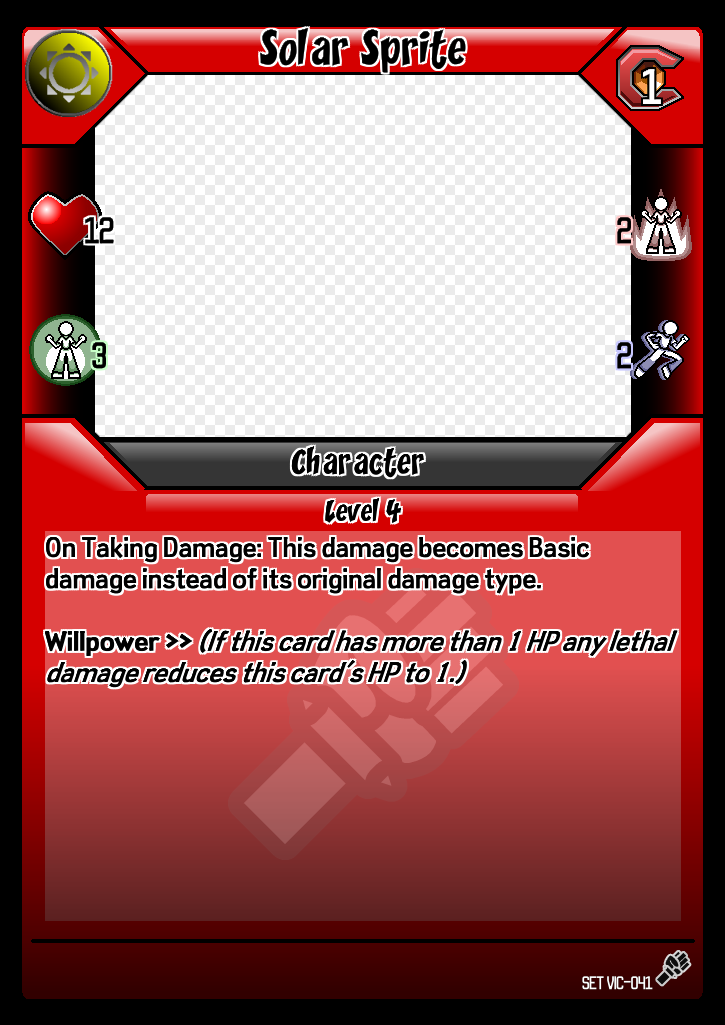 Solar Sprite
1
12
2
3
2
Character
Level 4
On Taking Damage: This damage becomes Basic
damage instead of its original damage type.
Willpower >> (If this card has more than 1 HP any lethal
damage reduces this card's HP to 1.)
SET VIC-041